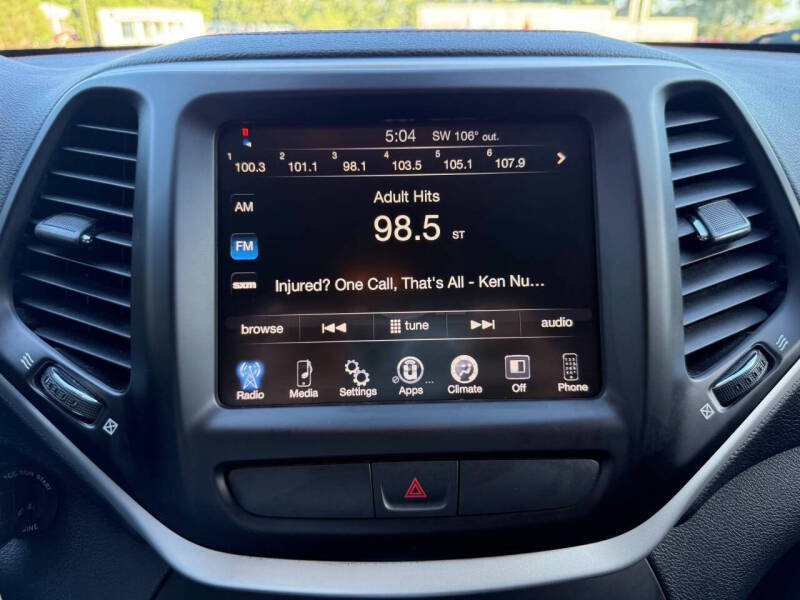 5:04 SW 106° out.
1 100.3 2 101.1 3 98.1 4 103.5 5 105.1 6 107.9
AM
Adult Hits
98.5 ST
FM
sxm
Injured? One Call, That's All - Ken Nu...
browse tune audio
Radio Media Settings Apps Climate Off Phone